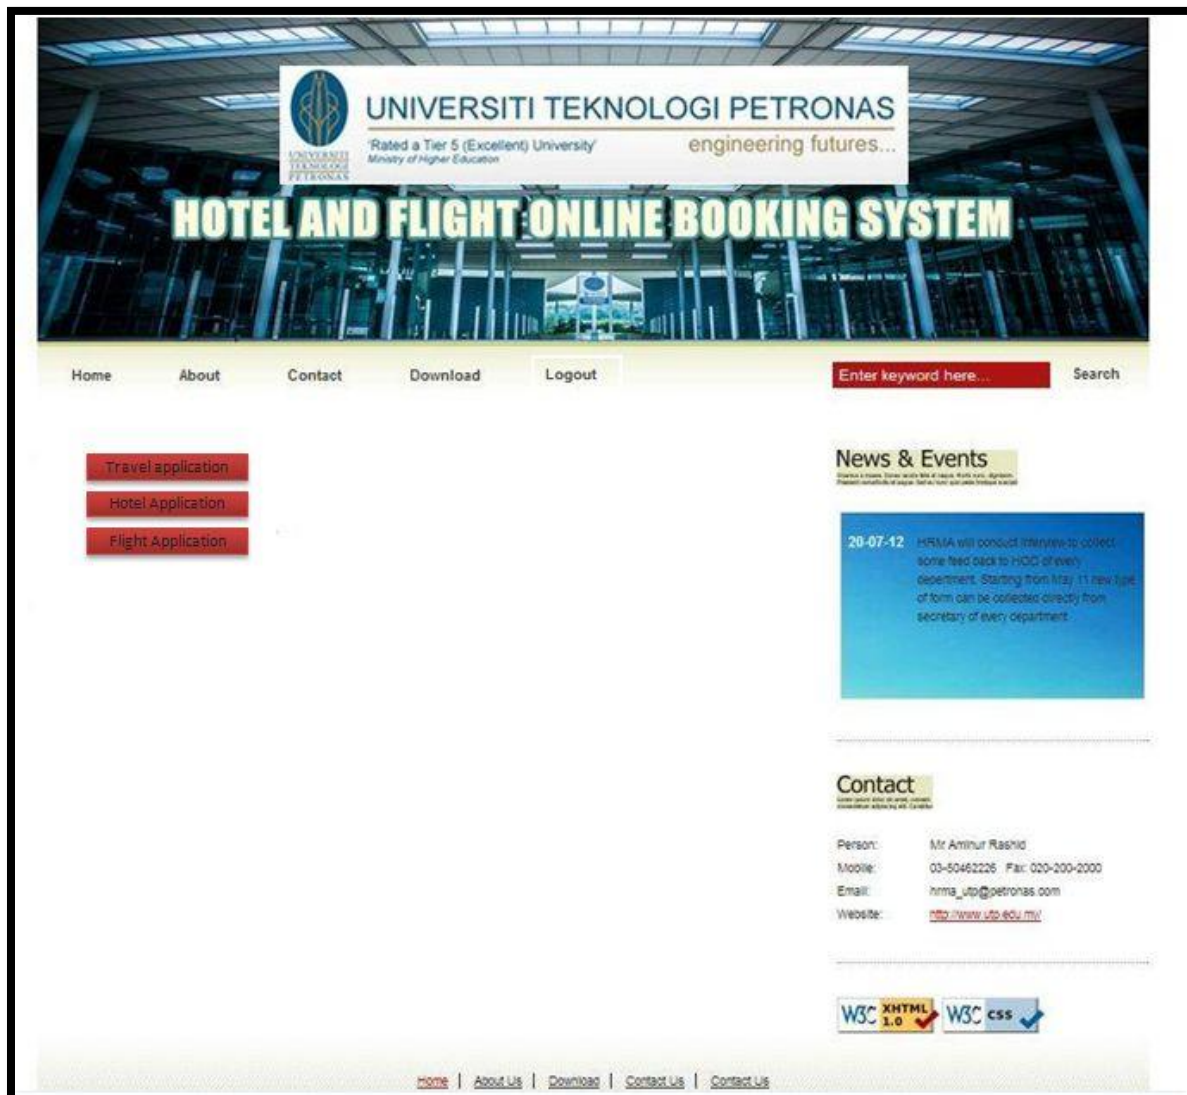 UNIVERSITI
TEKNOLOGI
PETRONAS
UNIVERSITI TEKNOLOGI PETRONAS
'Rated a Tier 5 (Excellent) University'
Ministry of Higher Education
engineering futures...
HOTEL AND FLIGHT ONLINE BOOKING SYSTEM
Home About Contact Download Logout Enter keyword here... Search
Travel application
Hotel Application
Flight Application
News & Events
20-07-12 HRMA will conduct interview to collect
some feed back to HOD of every
department. Starting from May 11 new type
of form can be collected directly from
secretary of every department
Contact
Person: Mr Aminur Rashid
Mobile: 03-50462226 Fax: 020-200-2000
Email: hrma_utp@petronas.com
Website: http://www.utp.edu.my/
W3C XHTML 1.0
W3C css
Home | About Us | Download | Contact Us | Contact Us